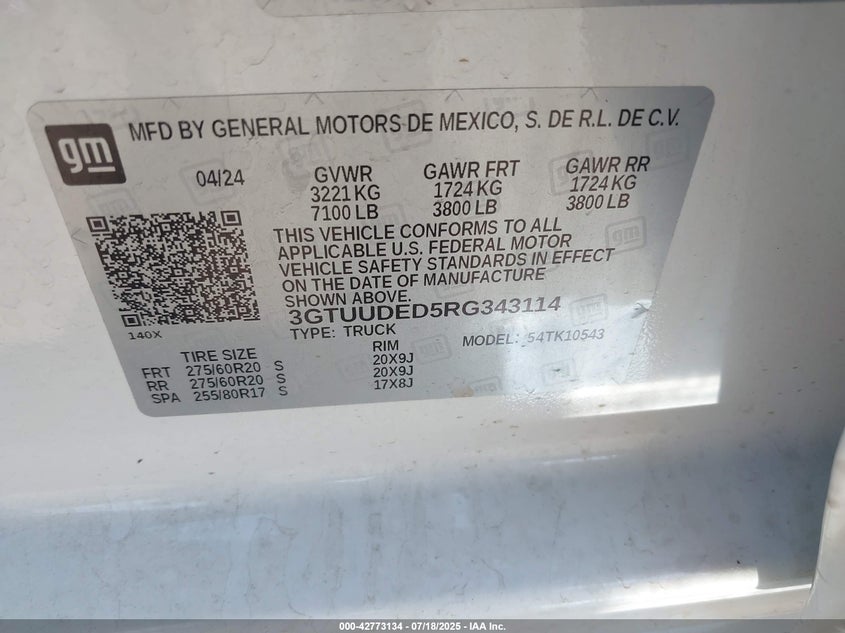 gm
MFD BY GENERAL MOTORS DE MEXICO, S. DE R.L. DE C.V.
04/24 GVWR GAWR FRT GAWR RR
3221 KG 1724 KG 1724 KG
7100 LB 3800 LB 3800 LB
THIS VEHICLE CONFORMS TO ALL
APPLICABLE U.S. FEDERAL MOTOR
VEHICLE SAFETY STANDARDS IN EFFECT
ON THE DATE OF MANUFACTURE
SHOWN ABOVE.
3GTUUDED5RG343114
140X
TYPE: TRUCK MODEL: 54TK10543
TIRE SIZE RIM
FRT 275/60R20 S 20X9J
RR 275/60R20 S 20X9J
SPA 255/80R17 S 17X8J
000-42773134 - 07/18/2025 - IAA Inc.